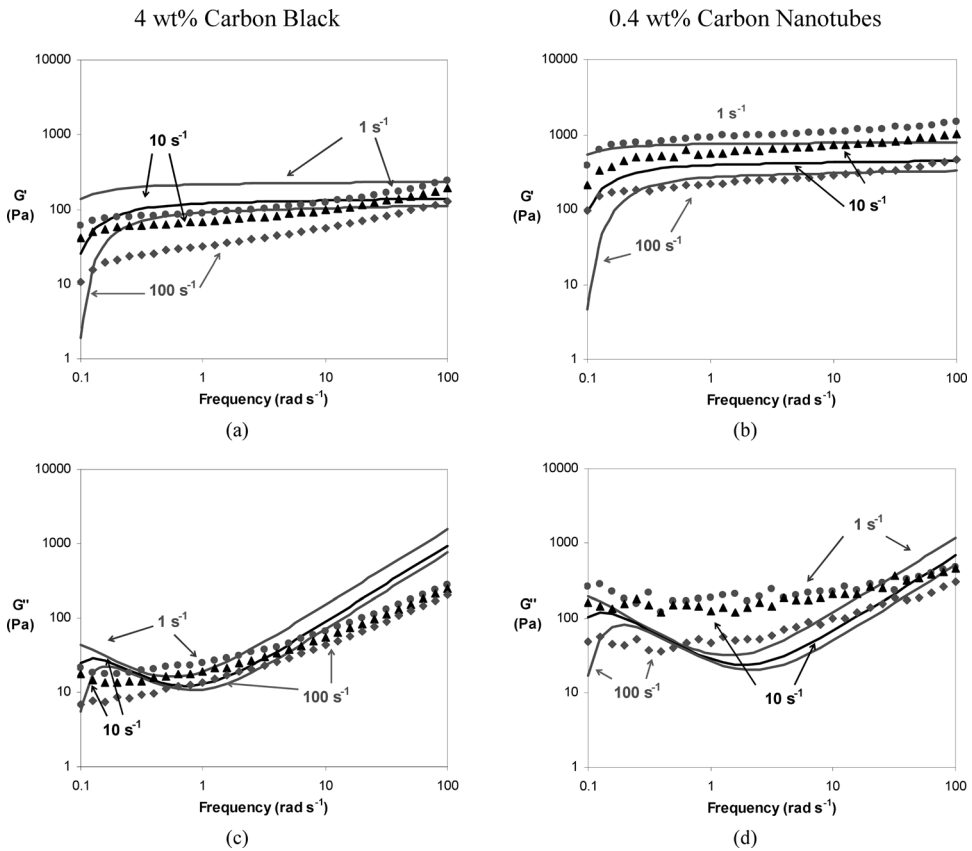 4 wt% Carbon Black
0.4 wt% Carbon Nanotubes
10000
1000
100
10
1
G'
(Pa)
10 s⁻¹
1 s⁻¹
100 s⁻¹
0.1 1 10 100
Frequency (rad s⁻¹)
(a)
10000
1000
100
10
1
G'
(Pa)
1 s⁻¹
10 s⁻¹
100 s⁻¹
0.1 1 10 100
Frequency (rad s⁻¹)
(b)
10000
1000
100
10
1
G"
(Pa)
1 s⁻¹
10 s⁻¹
100 s⁻¹
0.1 1 10 100
Frequency (rad s⁻¹)
(c)
10000
1000
100
10
1
G"
(Pa)
1 s⁻¹
100 s⁻¹
10 s⁻¹
0.1 1 10 100
Frequency (rad s⁻¹)
(d)